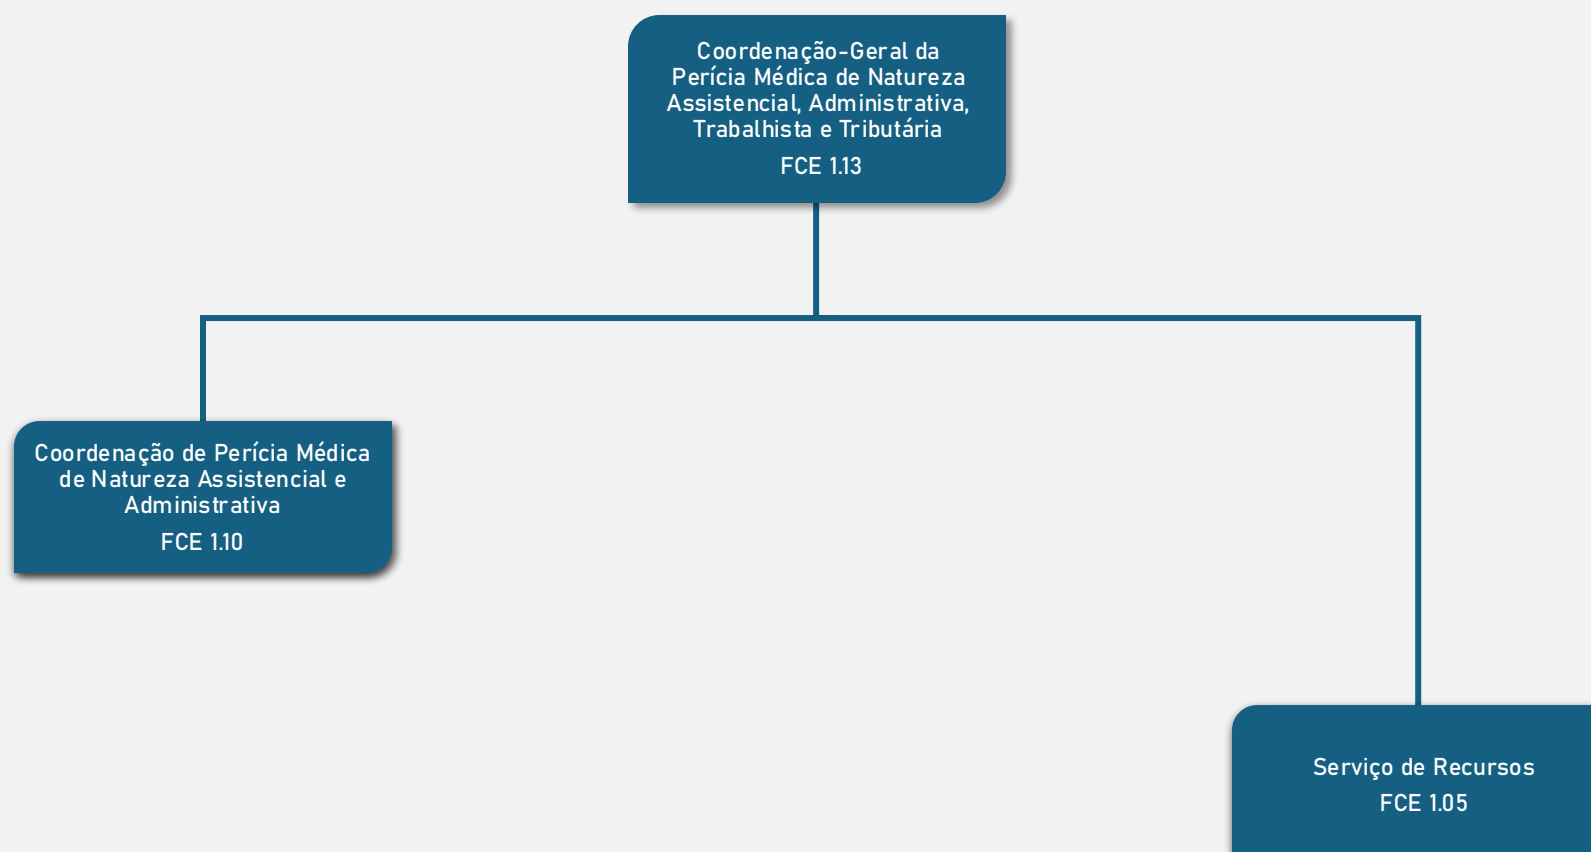 Coordenação-Geral da
Perícia Médica de Natureza
Assistencial, Administrativa,
Trabalhista e Tributária
FCE 1.13
Coordenação de Perícia Médica
de Natureza Assistencial e
Administrativa
FCE 1.10
Serviço de Recursos
FCE 1.05